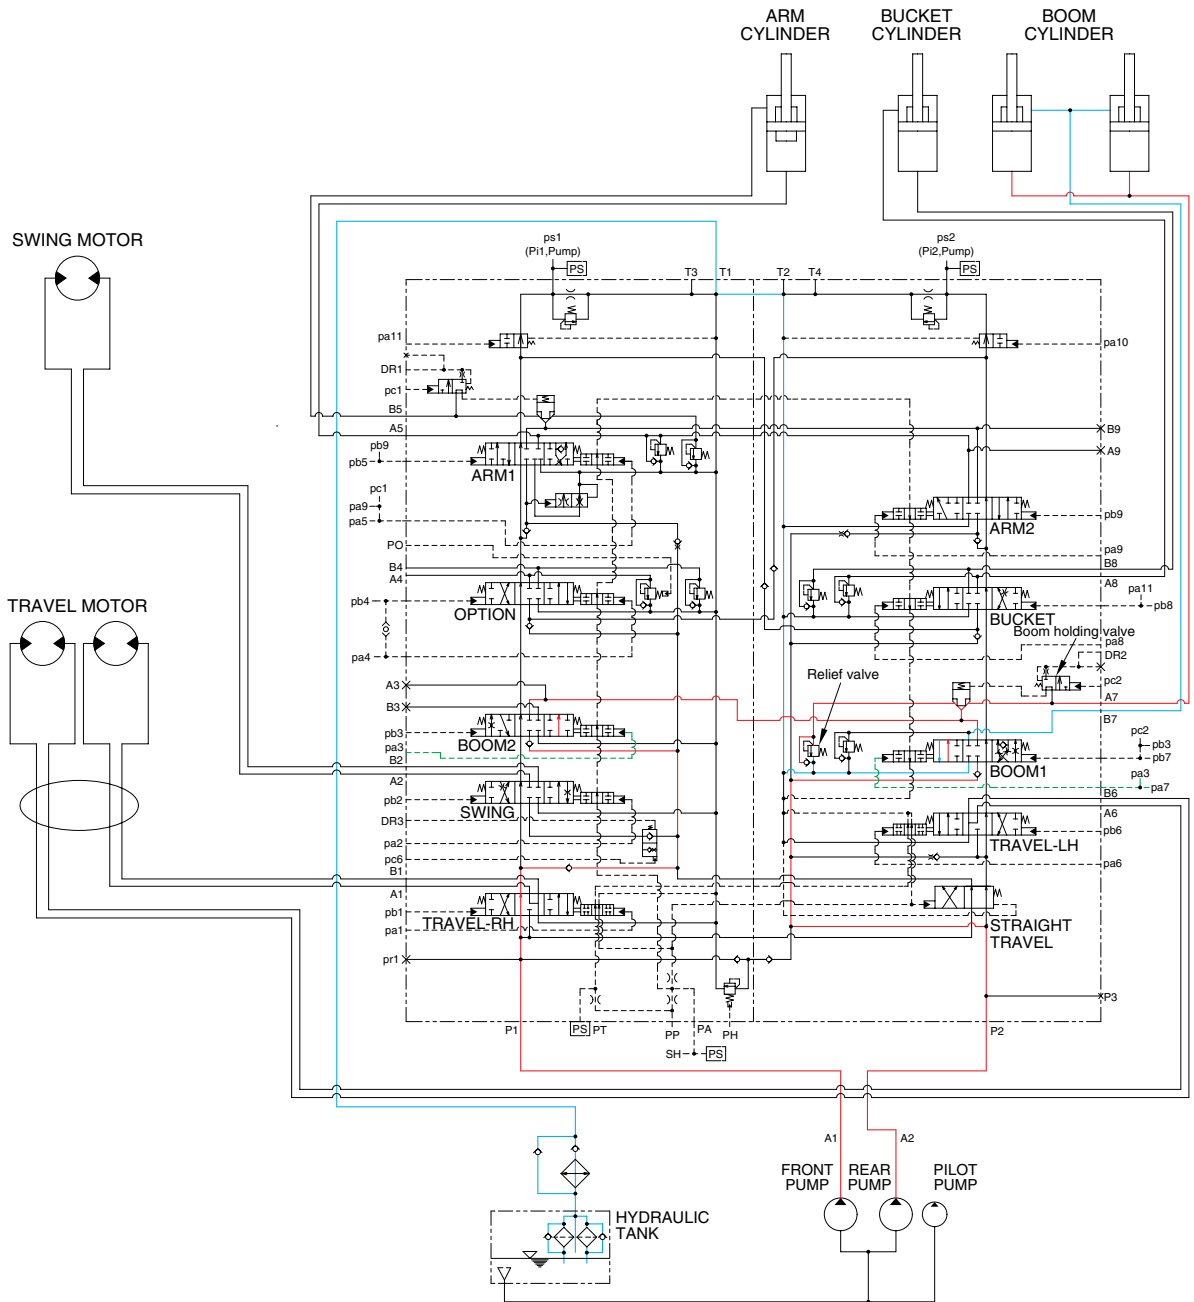 ARM
CYLINDER
BUCKET
CYLINDER
BOOM
CYLINDER
SWING MOTOR
ps1
(Pi1,Pump)
PS
T3
T1
T2
T4
ps2
(Pi2,Pump)
PS
pa11
pa10
DR1
pc1
B5
A5
B9
A9
pb9
pb5
ARM1
pc1
pa9
pa5
ARM2
pb9
PO
pa9
B4
A4
B8
A8
pb4
OPTION
BUCKET
pa11
pb8
TRAVEL MOTOR
pa4
Boom holding valve
pa8
DR2
Relief valve
A3
pc2
A7
B3
B7
pb3
BOOM2
pa3
B2
BOOM1
pc2
pb3
pb7
A2
pa3
pa7
pb2
SWING
B6
DR3
A6
pa2
TRAVEL-LH
pb6
pc6
pa6
B1
A1
pb1
TRAVEL-RH
pa1
STRAIGHT
TRAVEL
pr1
P3
P1
PS
PT
PP
PA
PH
P2
SH
PS
A1
A2
FRONT
PUMP
REAR
PUMP
PILOT
PUMP
HYDRAULIC
TANK